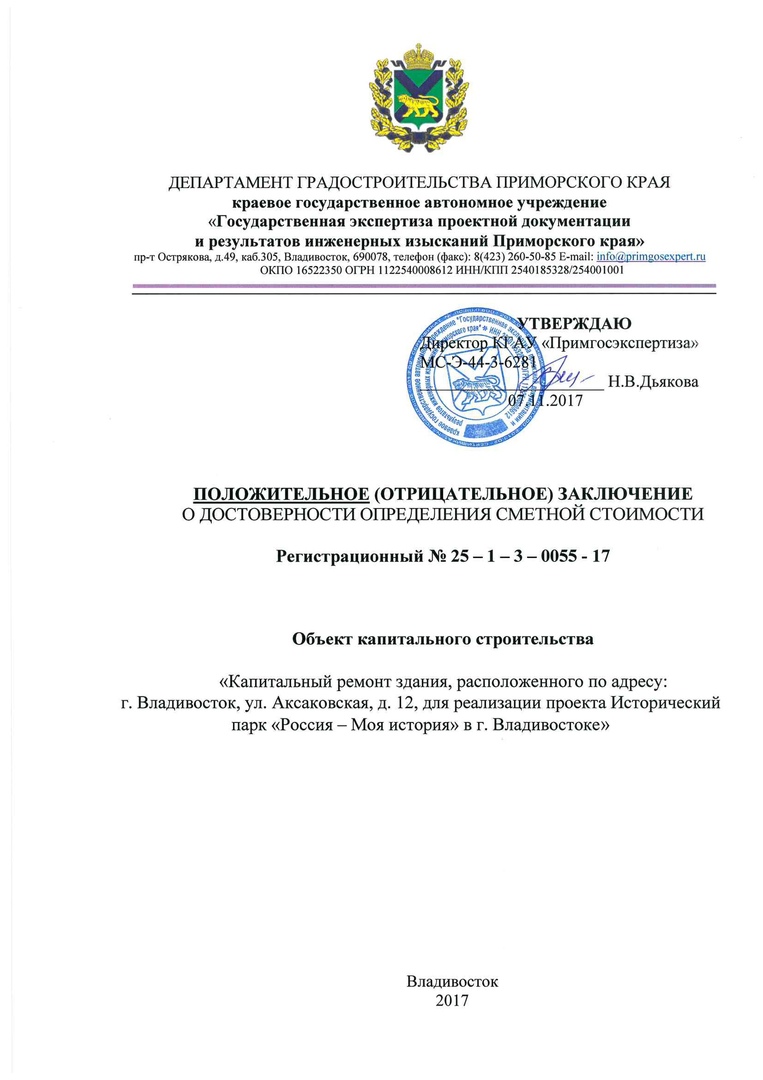 ДЕПАРТАМЕНТ ГРАДОСТРОИТЕЛЬСТВА ПРИМОРСКОГО КРАЯ
краевое государственное автономное учреждение
«Государственная экспертиза проектной документации
и результатов инженерных изысканий Приморского края»
пр-т Острякова, д.49, каб.305, Владивосток, 690078, телефон (факс): 8(423) 260-50-85 E-mail: info@primgosexpert.ru
ОКПО 16522350 ОГРН 1122540008612 ИНН/КПП 2540185328/254001001
УТВЕРЖДАЮ
Директор КГАУ «Примгосэкспертиза»
МС-Э-44-3-6281
Н.В.Дьякова
07.11.2017
ПОЛОЖИТЕЛЬНОЕ (ОТРИЦАТЕЛЬНОЕ) ЗАКЛЮЧЕНИЕ
О ДОСТОВЕРНОСТИ ОПРЕДЕЛЕНИЯ СМЕТНОЙ СТОИМОСТИ
Регистрационный № 25 – 1 – 3 – 0055 - 17
Объект капитального строительства
«Капитальный ремонт здания, расположенного по адресу:
г. Владивосток, ул. Аксаковская, д. 12, для реализации проекта Исторический
парк «Россия – Моя история» в г. Владивостоке»
Владивосток
2017